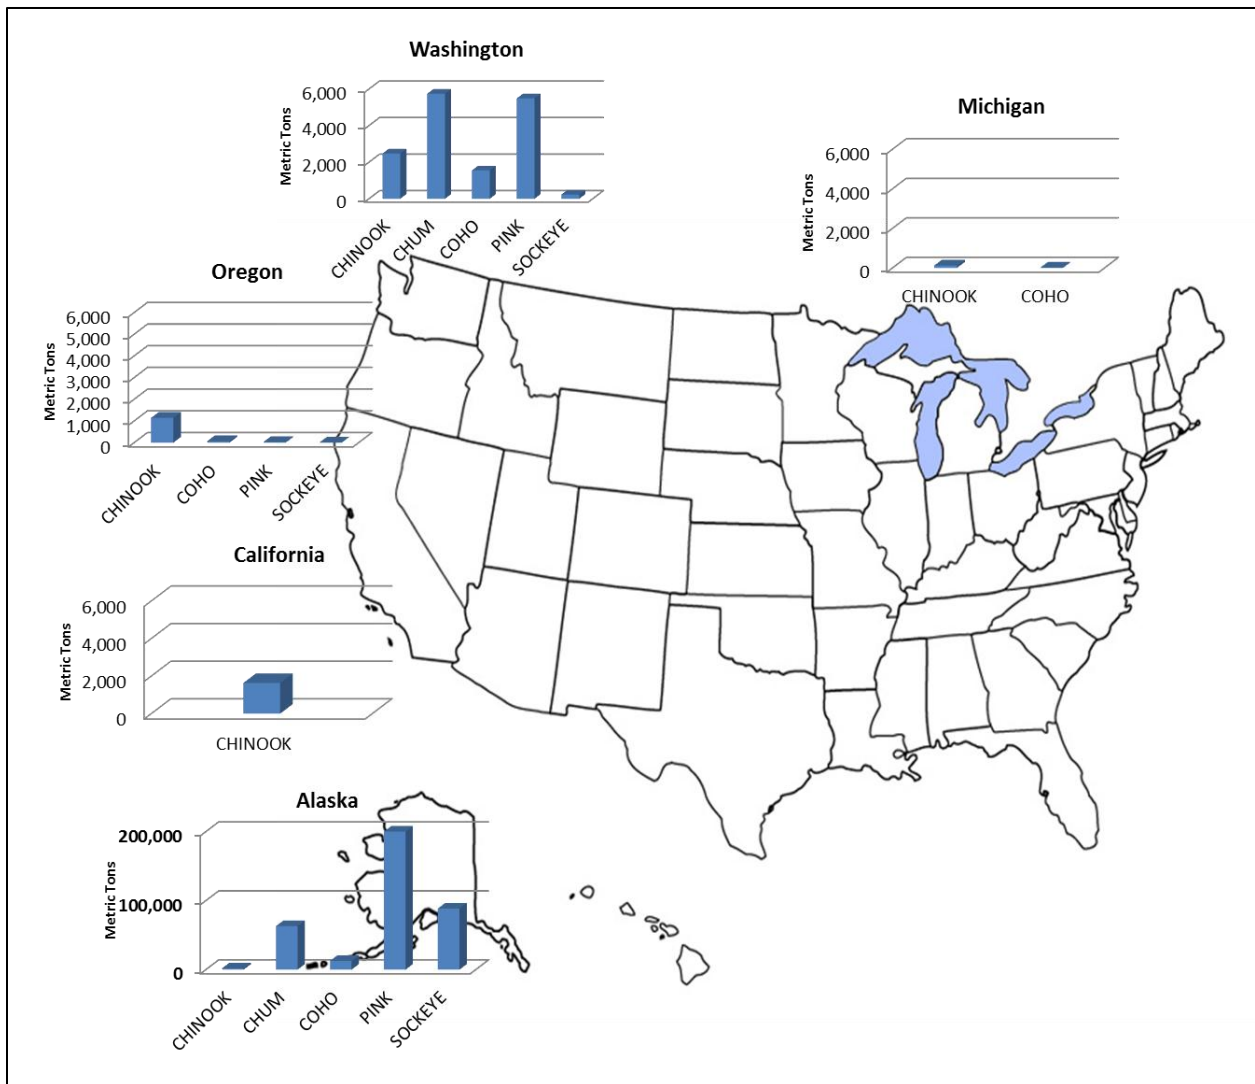 Washington
Metric Tons
6,000
4,000
2,000
0
CHINOOK
CHUM
COHO
PINK
SOCKEYE
Michigan
Metric Tons
6,000
4,000
2,000
0
CHINOOK
COHO
Oregon
Metric Tons
6,000
5,000
4,000
3,000
2,000
1,000
0
CHINOOK
COHO
PINK
SOCKEYE
California
Metric Tons
6,000
4,000
2,000
0
CHINOOK
Alaska
Metric Tons
200,000
100,000
0
CHINOOK
CHUM
COHO
PINK
SOCKEYE